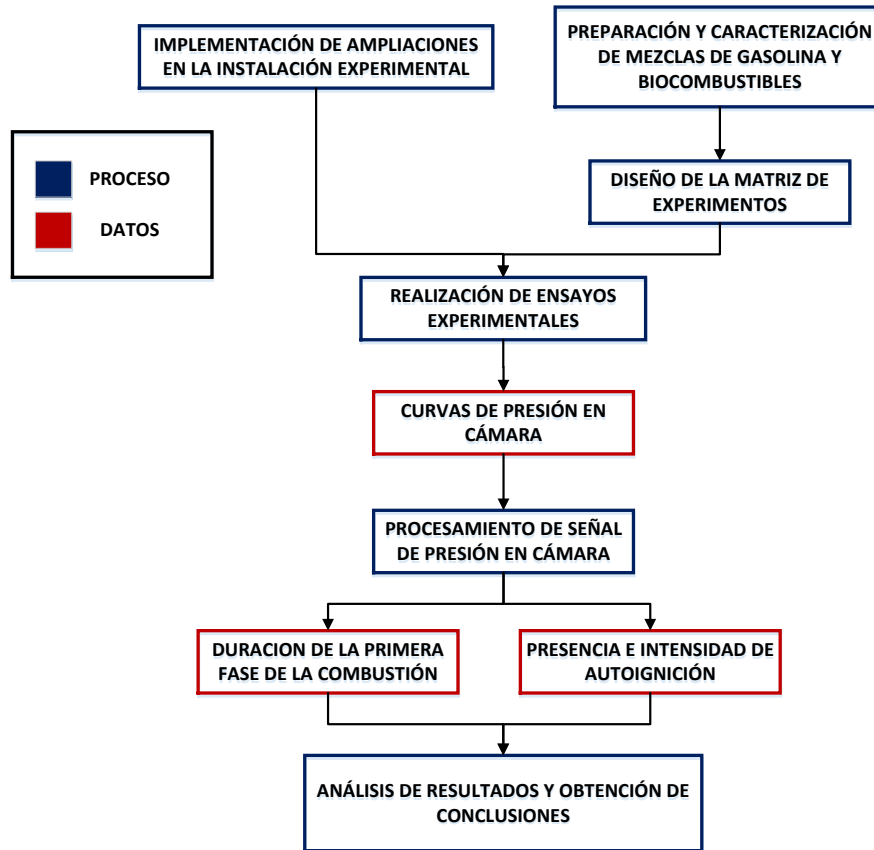 IMPLEMENTACIÓN DE AMPLIACIONES
EN LA INSTALACIÓN EXPERIMENTAL
PREPARACIÓN Y CARACTERIZACIÓN
DE MEZCLAS DE GASOLINA Y
BIOCOMBUSTIBLES
PROCESO
DATOS
DISEÑO DE LA MATRIZ DE
EXPERIMENTOS
REALIZACIÓN DE ENSAYOS
EXPERIMENTALES
CURVAS DE PRESIÓN EN
CÁMARA
PROCESAMIENTO DE SEÑAL
DE PRESIÓN EN CÁMARA
DURACION DE LA PRIMERA
FASE DE LA COMBUSTIÓN
PRESENCIA E INTENSIDAD DE
AUTOIGNICIÓN
ANÁLISIS DE RESULTADOS Y OBTENCIÓN DE
CONCLUSIONES